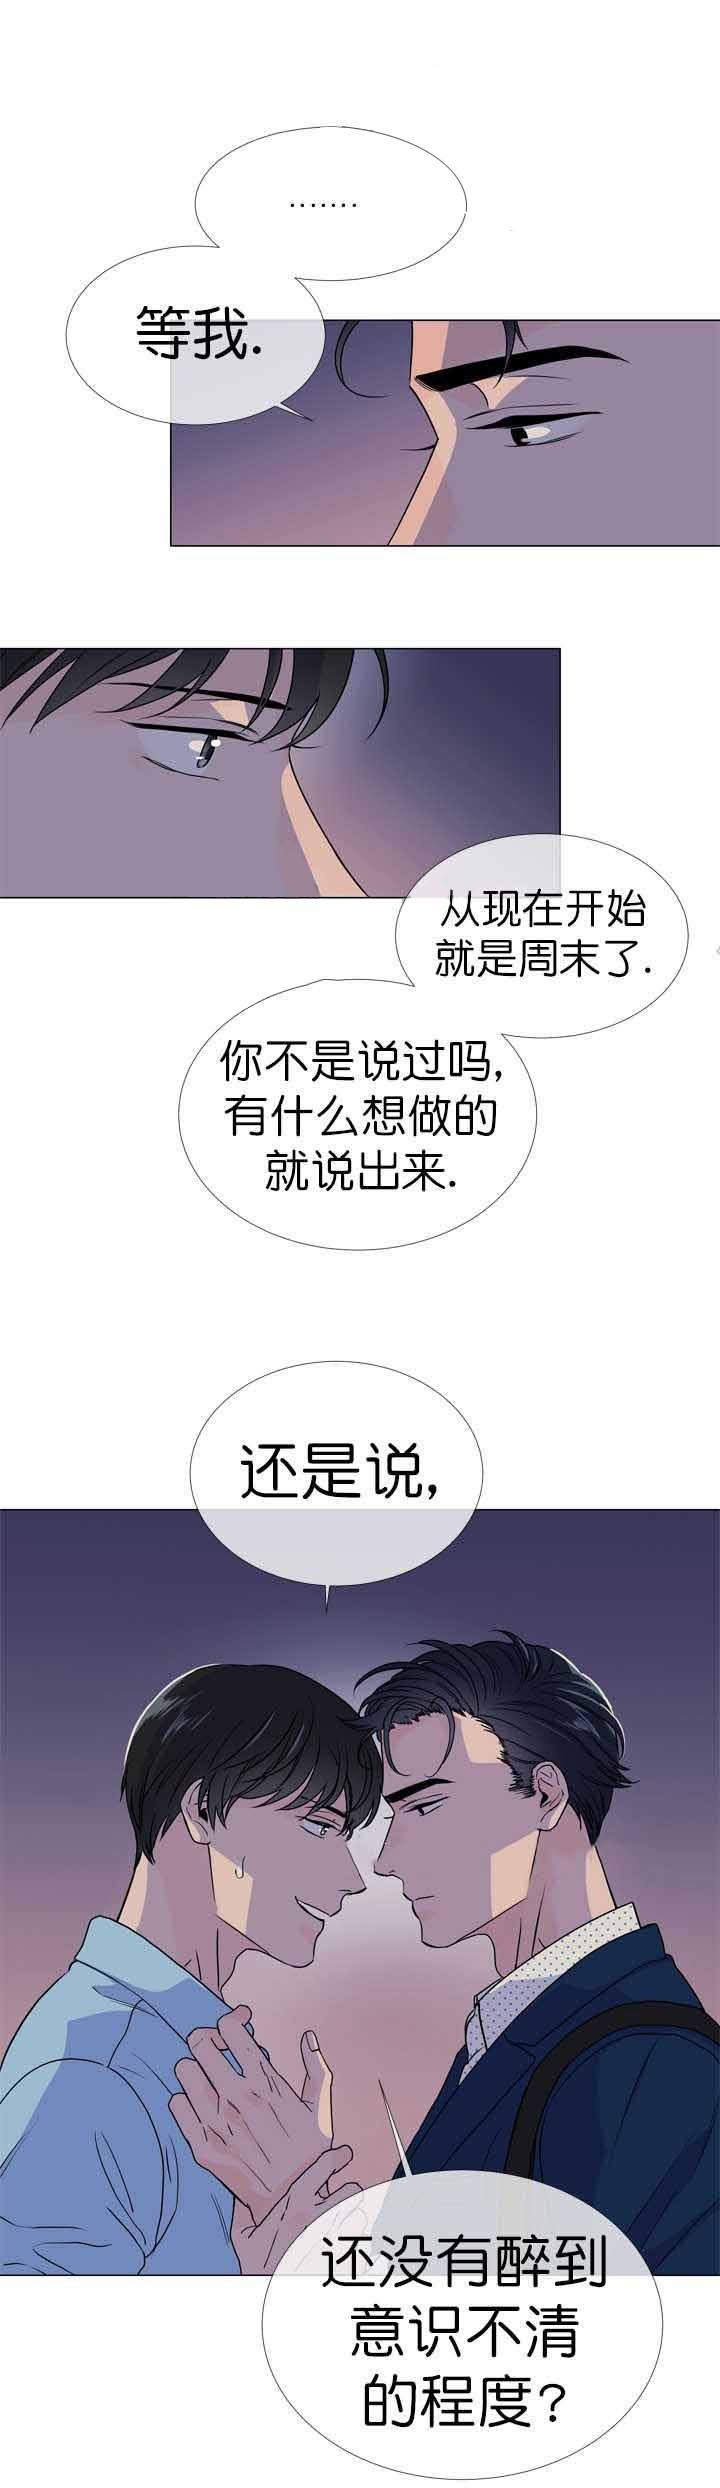 .......
等我.
从现在开始
就是周末了.
你不是说过吗,
有什么想做的
就说出来.
还是说,
还没有醉到
意识不清
的程度?